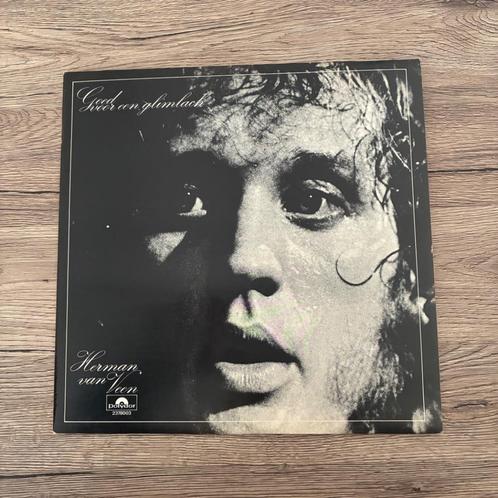 Goed
voor een glimlach
Herman
van Veen
polydor
2378003